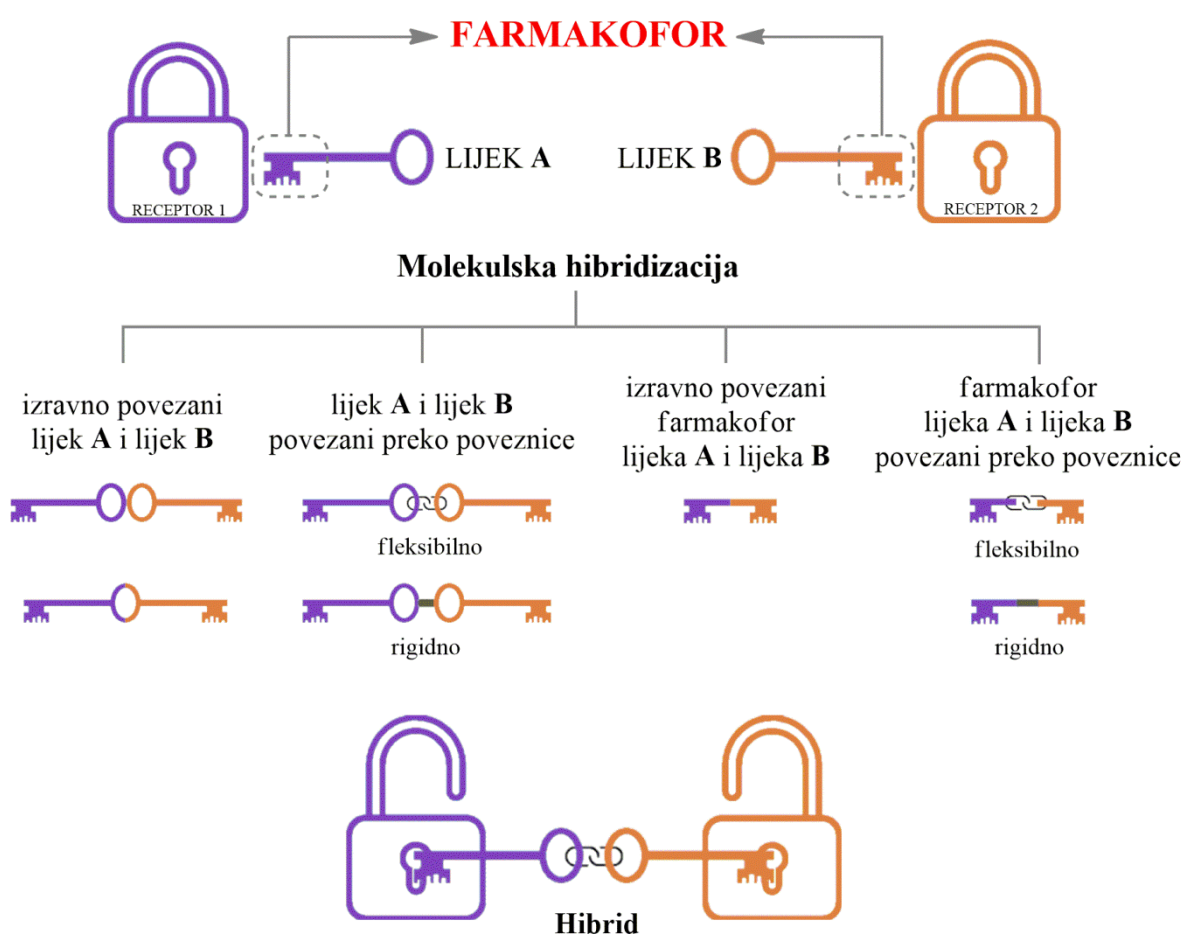 FARMAKOFOR
LIJEK A
LIJEK B
RECEPTOR 1
RECEPTOR 2
Molekulska hibridizacija
izravno povezani
lijek A i lijek B
lijek A i lijek B
povezani preko poveznice
fleksibilno
rigidno
izravno povezani
farmakofor
lijeka A i lijeka B
farmakofor
lijeka A i lijeka B
povezani preko poveznice
fleksibilno
rigidno
Hibrid